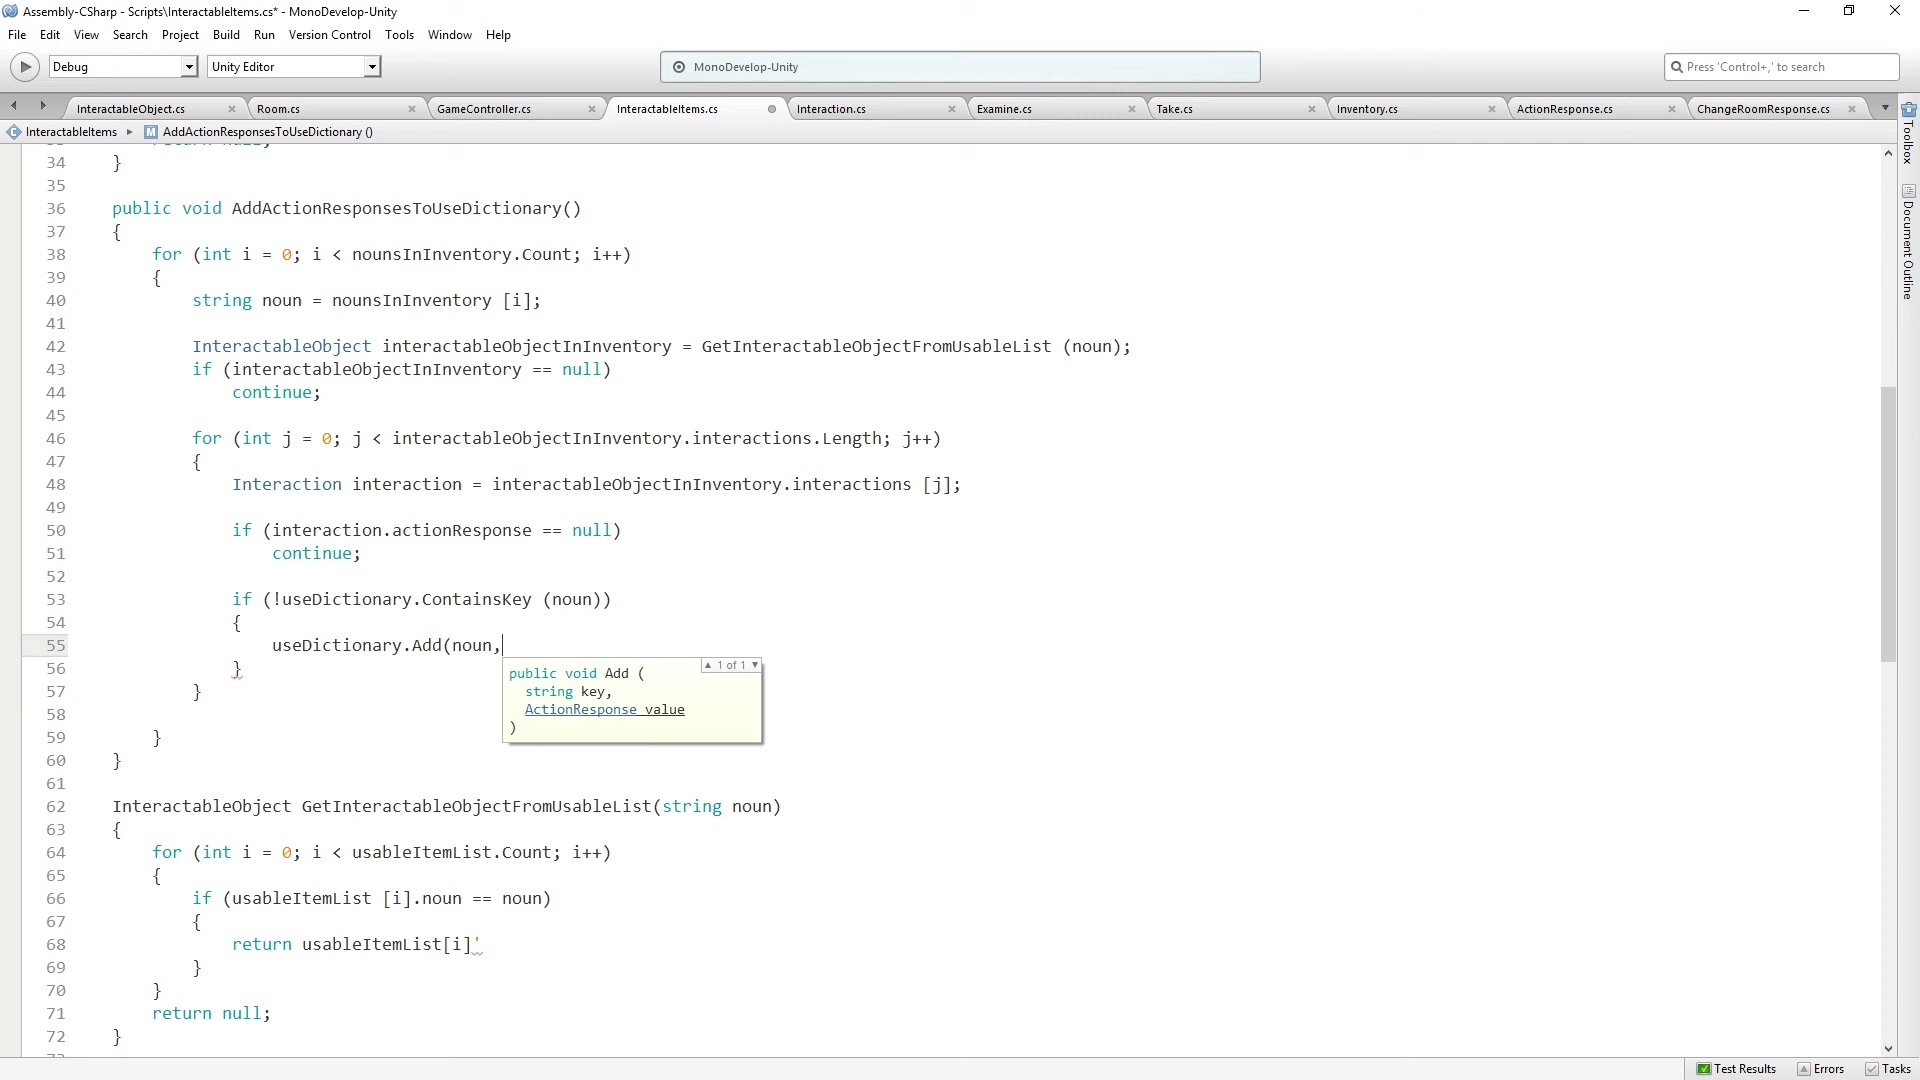 Assembly-CSharp - Scripts\InteractableItems.cs* - MonoDevelop-Unity
File Edit View Search Project Build Run Version Control Tools Window Help
Debug Unity Editor MonoDevelop-Unity Press 'Control+,' to search
InteractableObject.cs Room.cs GameController.cs InteractableItems.cs Interaction.cs Examine.cs Take.cs Inventory.cs ActionResponse.cs ChangeRoomResponse.cs
InteractableItems ▸ M AddActionResponsesToUseDictionary ()
Toolbox
Document Outline
34 }
35
36 public void AddActionResponsesToUseDictionary()
37 {
38 for (int i = 0; i < nounsInInventory.Count; i++)
39 {
40 string noun = nounsInInventory [i];
41
42 InteractableObject interactableObjectInInventory = GetInteractableObjectFromUsableList (noun);
43 if (interactableObjectInInventory == null)
44 continue;
45
46 for (int j = 0; j < interactableObjectInInventory.interactions.Length; j++)
47 {
48 Interaction interaction = interactableObjectInInventory.interactions [j];
49
50 if (interaction.actionResponse == null)
51 continue;
52
53 if (!useDictionary.ContainsKey (noun))
54 {
55 useDictionary.Add(noun,
56 }
57 }
58
59 }
60 }
61
62 InteractableObject GetInteractableObjectFromUsableList(string noun)
63 {
64 for (int i = 0; i < usableItemList.Count; i++)
65 {
66 if (usableItemList [i].noun == noun)
67 {
68 return usableItemList[i]'
69 }
70 }
71 return null;
72 }
▲ 1 of 1 ▼
public void Add (
string key,
ActionResponse value
)
Test Results Errors Tasks